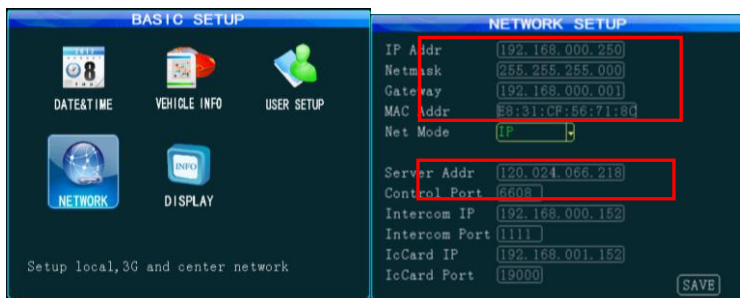 BASIC SETUP
2012
8
DATE&TIME
VEHICLE INFO
USER SETUP
INFO
NETWORK
DISPLAY
Setup local,3G and center network
NETWORK SETUP
IP Addr 192.168.000.250
Netmask 255.255.255.000
Gateway 192.168.000.001
MAC Addr E8:31:CF:56:71:8C
Net Mode IP
Server Addr 120.024.066.218
Control Port 6608
Intercom IP 192.168.000.152
Intercom Port 1111
IcCard IP 192.168.001.152
IcCard Port 19000
SAVE